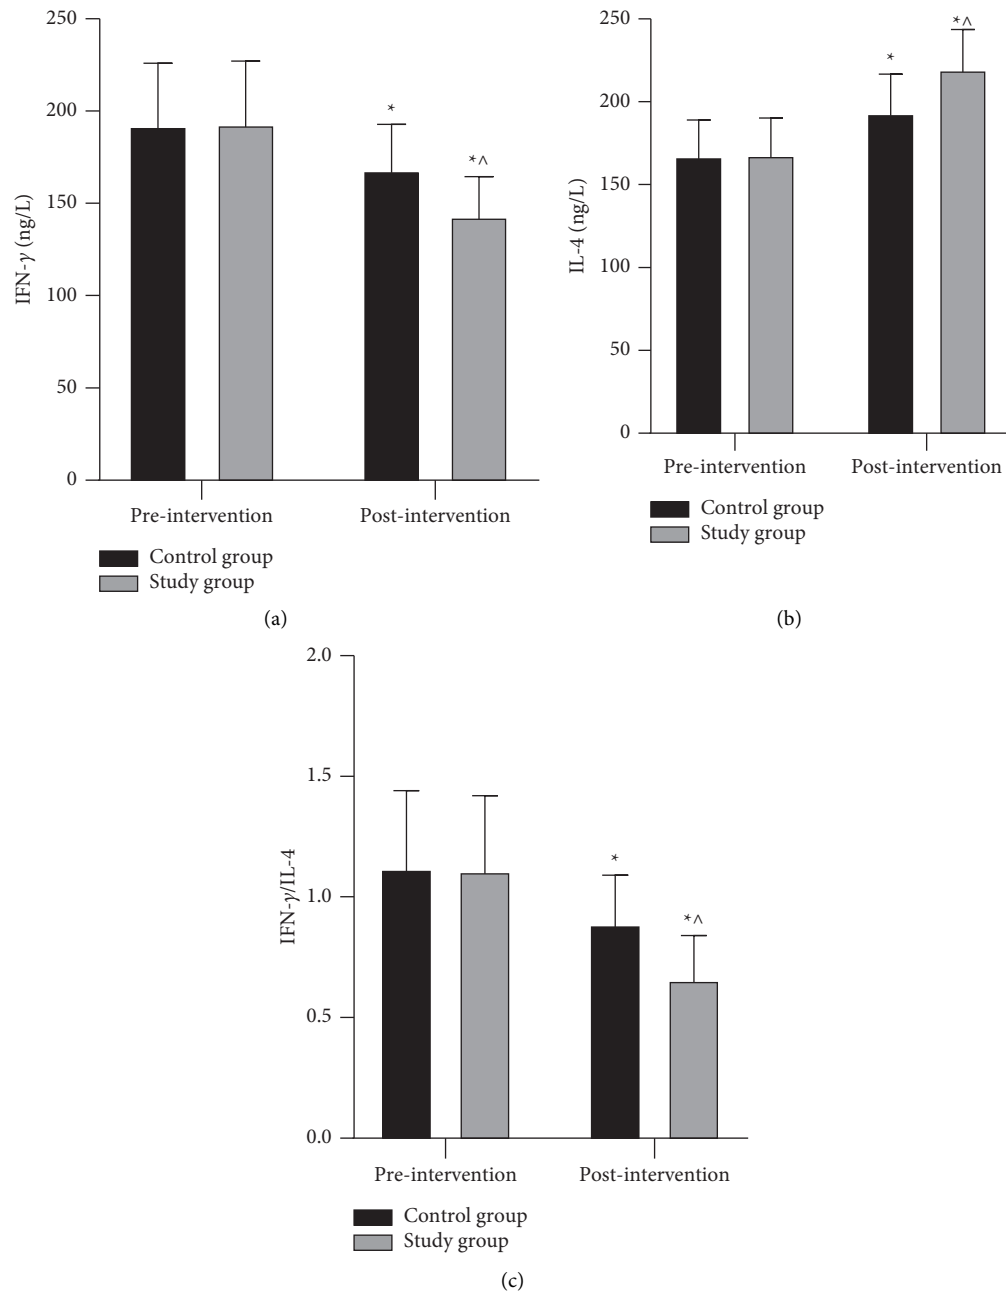 250
200
150
100
50
0
IFN-γ (ng/L)
*
*^
Pre-intervention
Post-intervention
Control group
Study group
(a)
250
200
150
100
50
0
IL-4 (ng/L)
*
*^
Pre-intervention
Post-intervention
Control group
Study group
(b)
2.0
1.5
1.0
0.5
0.0
IFN-γ/IL-4
*
*^
Pre-intervention
Post-intervention
Control group
Study group
(c)